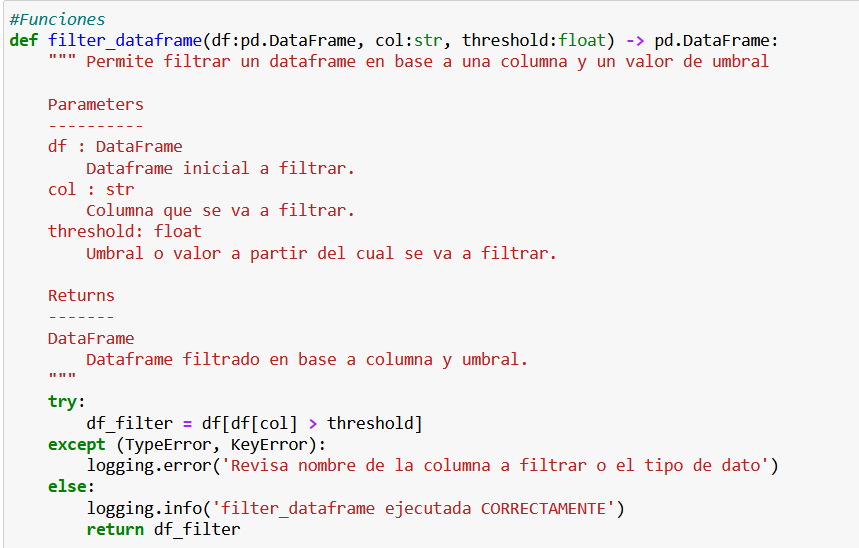 #Funciones
def filter_dataframe(df:pd.DataFrame, col:str, threshold:float) -> pd.DataFrame:
    """ Permite filtrar un dataframe en base a una columna y un valor de umbral

    Parameters
    ----------
    df : DataFrame
        Dataframe inicial a filtrar.
    col : str
        Columna que se va a filtrar.
    threshold: float
        Umbral o valor a partir del cual se va a filtrar.

    Returns
    -------
    DataFrame
        Dataframe filtrado en base a columna y umbral.
    """
    try:
        df_filter = df[df[col] > threshold]
    except (TypeError, KeyError):
        logging.error('Revisa nombre de la columna a filtrar o el tipo de dato')
    else:
        logging.info('filter_dataframe ejecutada CORRECTAMENTE')
        return df_filter